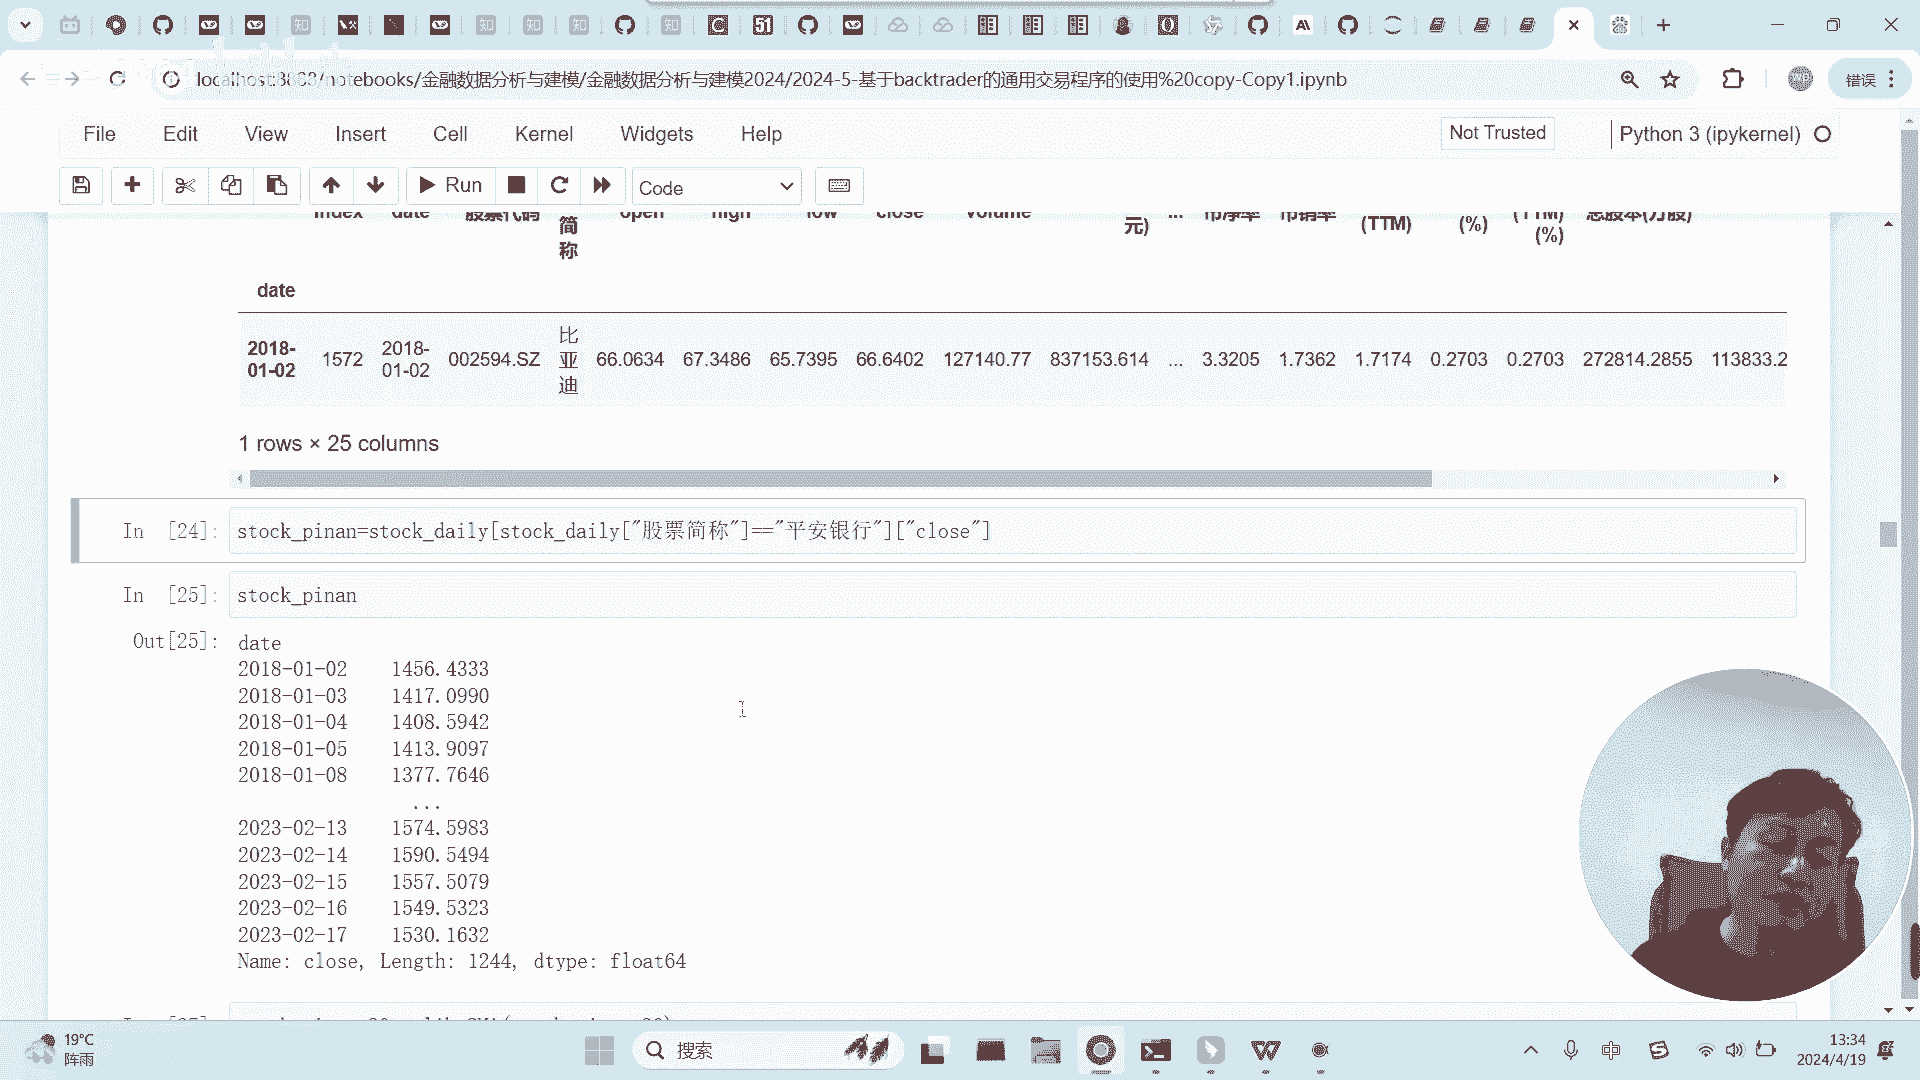 localhost:8888/notebooks/金融数据分析与建模/金融数据分析与建模2024/2024-5-基于backtrader的通用交易程序的使用%20copy-Copy1.ipynb
错误
File Edit View Insert Cell Kernel Widgets Help
Not Trusted
Python 3 (ipykernel)
Run
Code
index date 股票代码 简称 open high low close volume 元) ... 市净率 市销率 (TTM) (%) (TTM)(%) 总股本(万股)
date
2018-01-02 1572 2018-01-02 002594.SZ 比亚迪 66.0634 67.3486 65.7395 66.6402 127140.77 837153.614 ... 3.3205 1.7362 1.7174 0.2703 0.2703 272814.2855 113833.2
1 rows × 25 columns
In [24]: stock_pinan=stock_daily[stock_daily["股票简称"]=="平安银行"]["close"]
In [25]: stock_pinan
Out[25]: date
2018-01-02 1456.4333
2018-01-03 1417.0990
2018-01-04 1408.5942
2018-01-05 1413.9097
2018-01-08 1377.7646
...
2023-02-13 1574.5983
2023-02-14 1590.5494
2023-02-15 1557.5079
2023-02-16 1549.5323
2023-02-17 1530.1632
Name: close, Length: 1244, dtype: float64
19°C
阵雨
搜索
中
13:34
2024/4/19